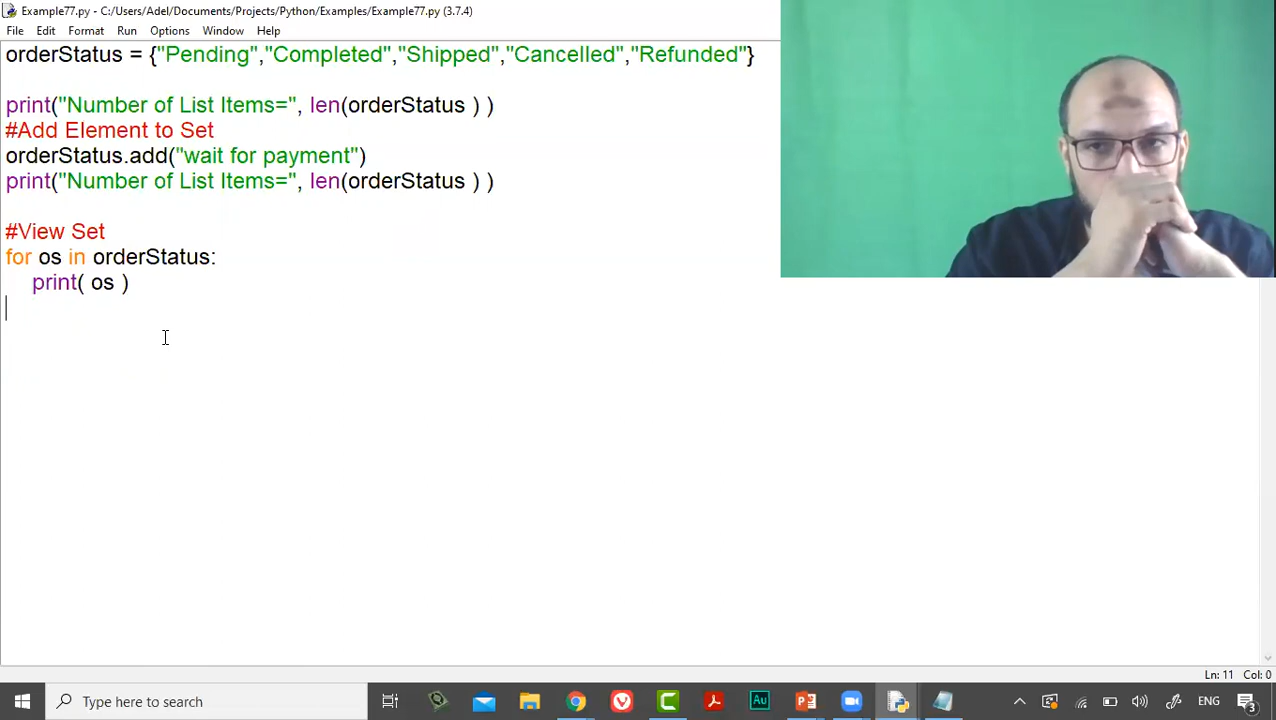 Example77.py - C:/Users/Adel/Documents/Projects/Python/Examples/Example77.py (3.7.4)
File Edit Format Run Options Window Help
orderStatus = {"Pending","Completed","Shipped","Cancelled","Refunded"}
print("Number of List Items=", len(orderStatus ) )
#Add Element to Set
orderStatus.add("wait for payment")
print("Number of List Items=", len(orderStatus ) )
#View Set
for os in orderStatus:
print( os )
Ln: 11 Col: 0
Type here to search
Au
ENG
3